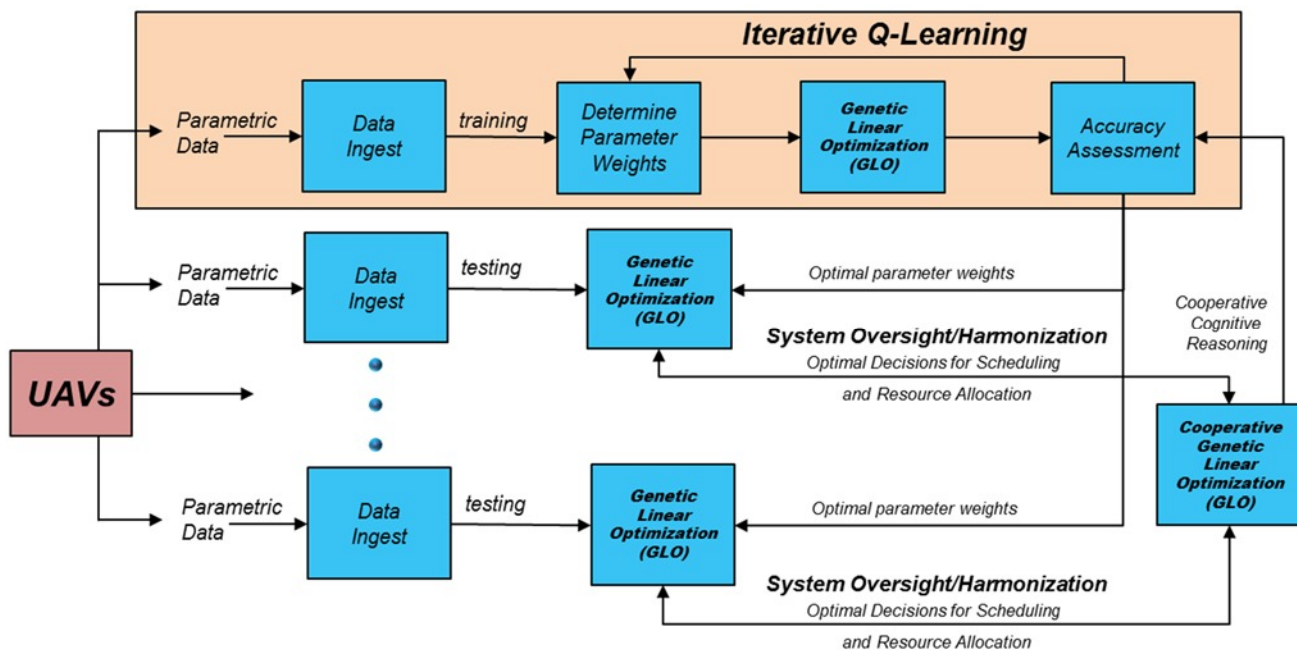 Iterative Q-Learning
Parametric
Data
Data
Ingest
training
Determine
Parameter
Weights
Genetic
Linear
Optimization
(GLO)
Accuracy
Assessment
Parametric
Data
Data
Ingest
testing
Genetic
Linear
Optimization
(GLO)
Optimal parameter weights
Cooperative
Cognitive
Reasoning
System Oversight/Harmonization
Optimal Decisions for Scheduling
and Resource Allocation
UAVs
Cooperative
Genetic
Linear
Optimization
(GLO)
Parametric
Data
Data
Ingest
testing
Genetic
Linear
Optimization
(GLO)
Optimal parameter weights
System Oversight/Harmonization
Optimal Decisions for Scheduling
and Resource Allocation